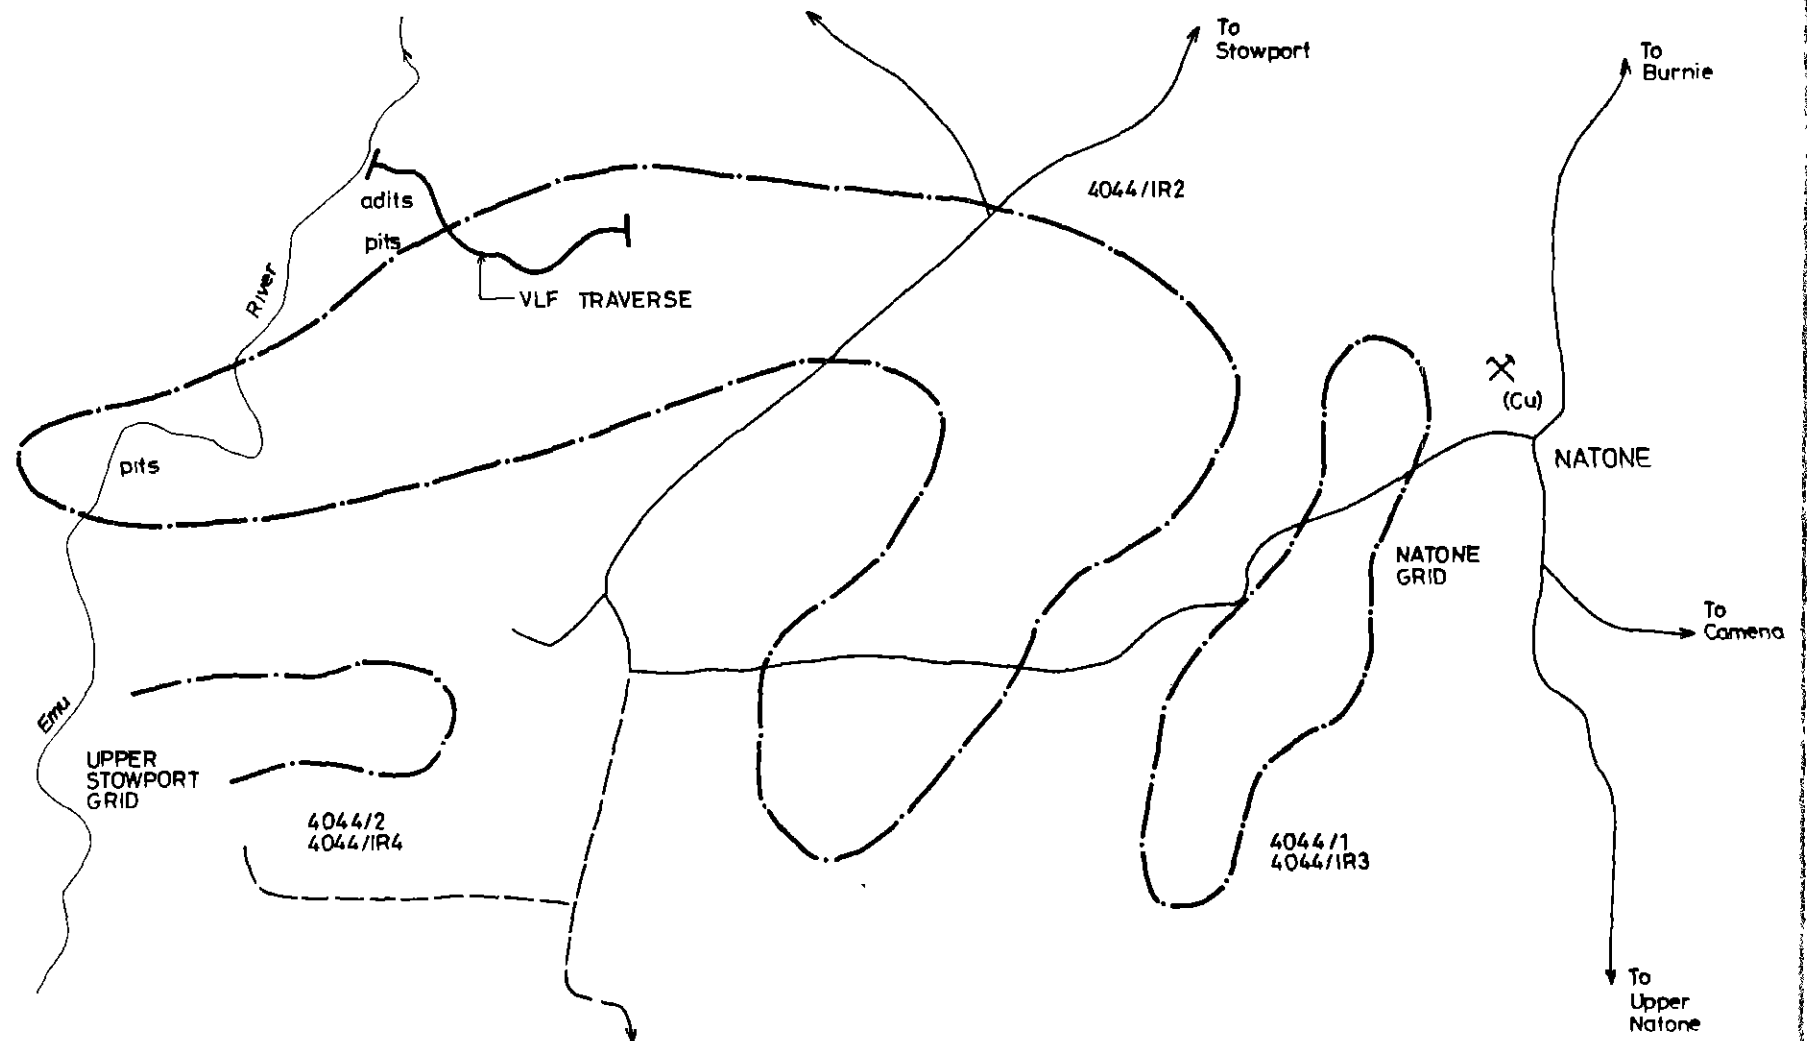 To
Stowport
To
Burnie
4044/IR2
adits
pits
River
VLF TRAVERSE
(Cu)
NATONE
pits
NATONE
GRID
To
Camena
Emu
UPPER
STOWPORT
GRID
4044/2
4044/IR4
4044/1
4044/IR3
To
Upper
Natone